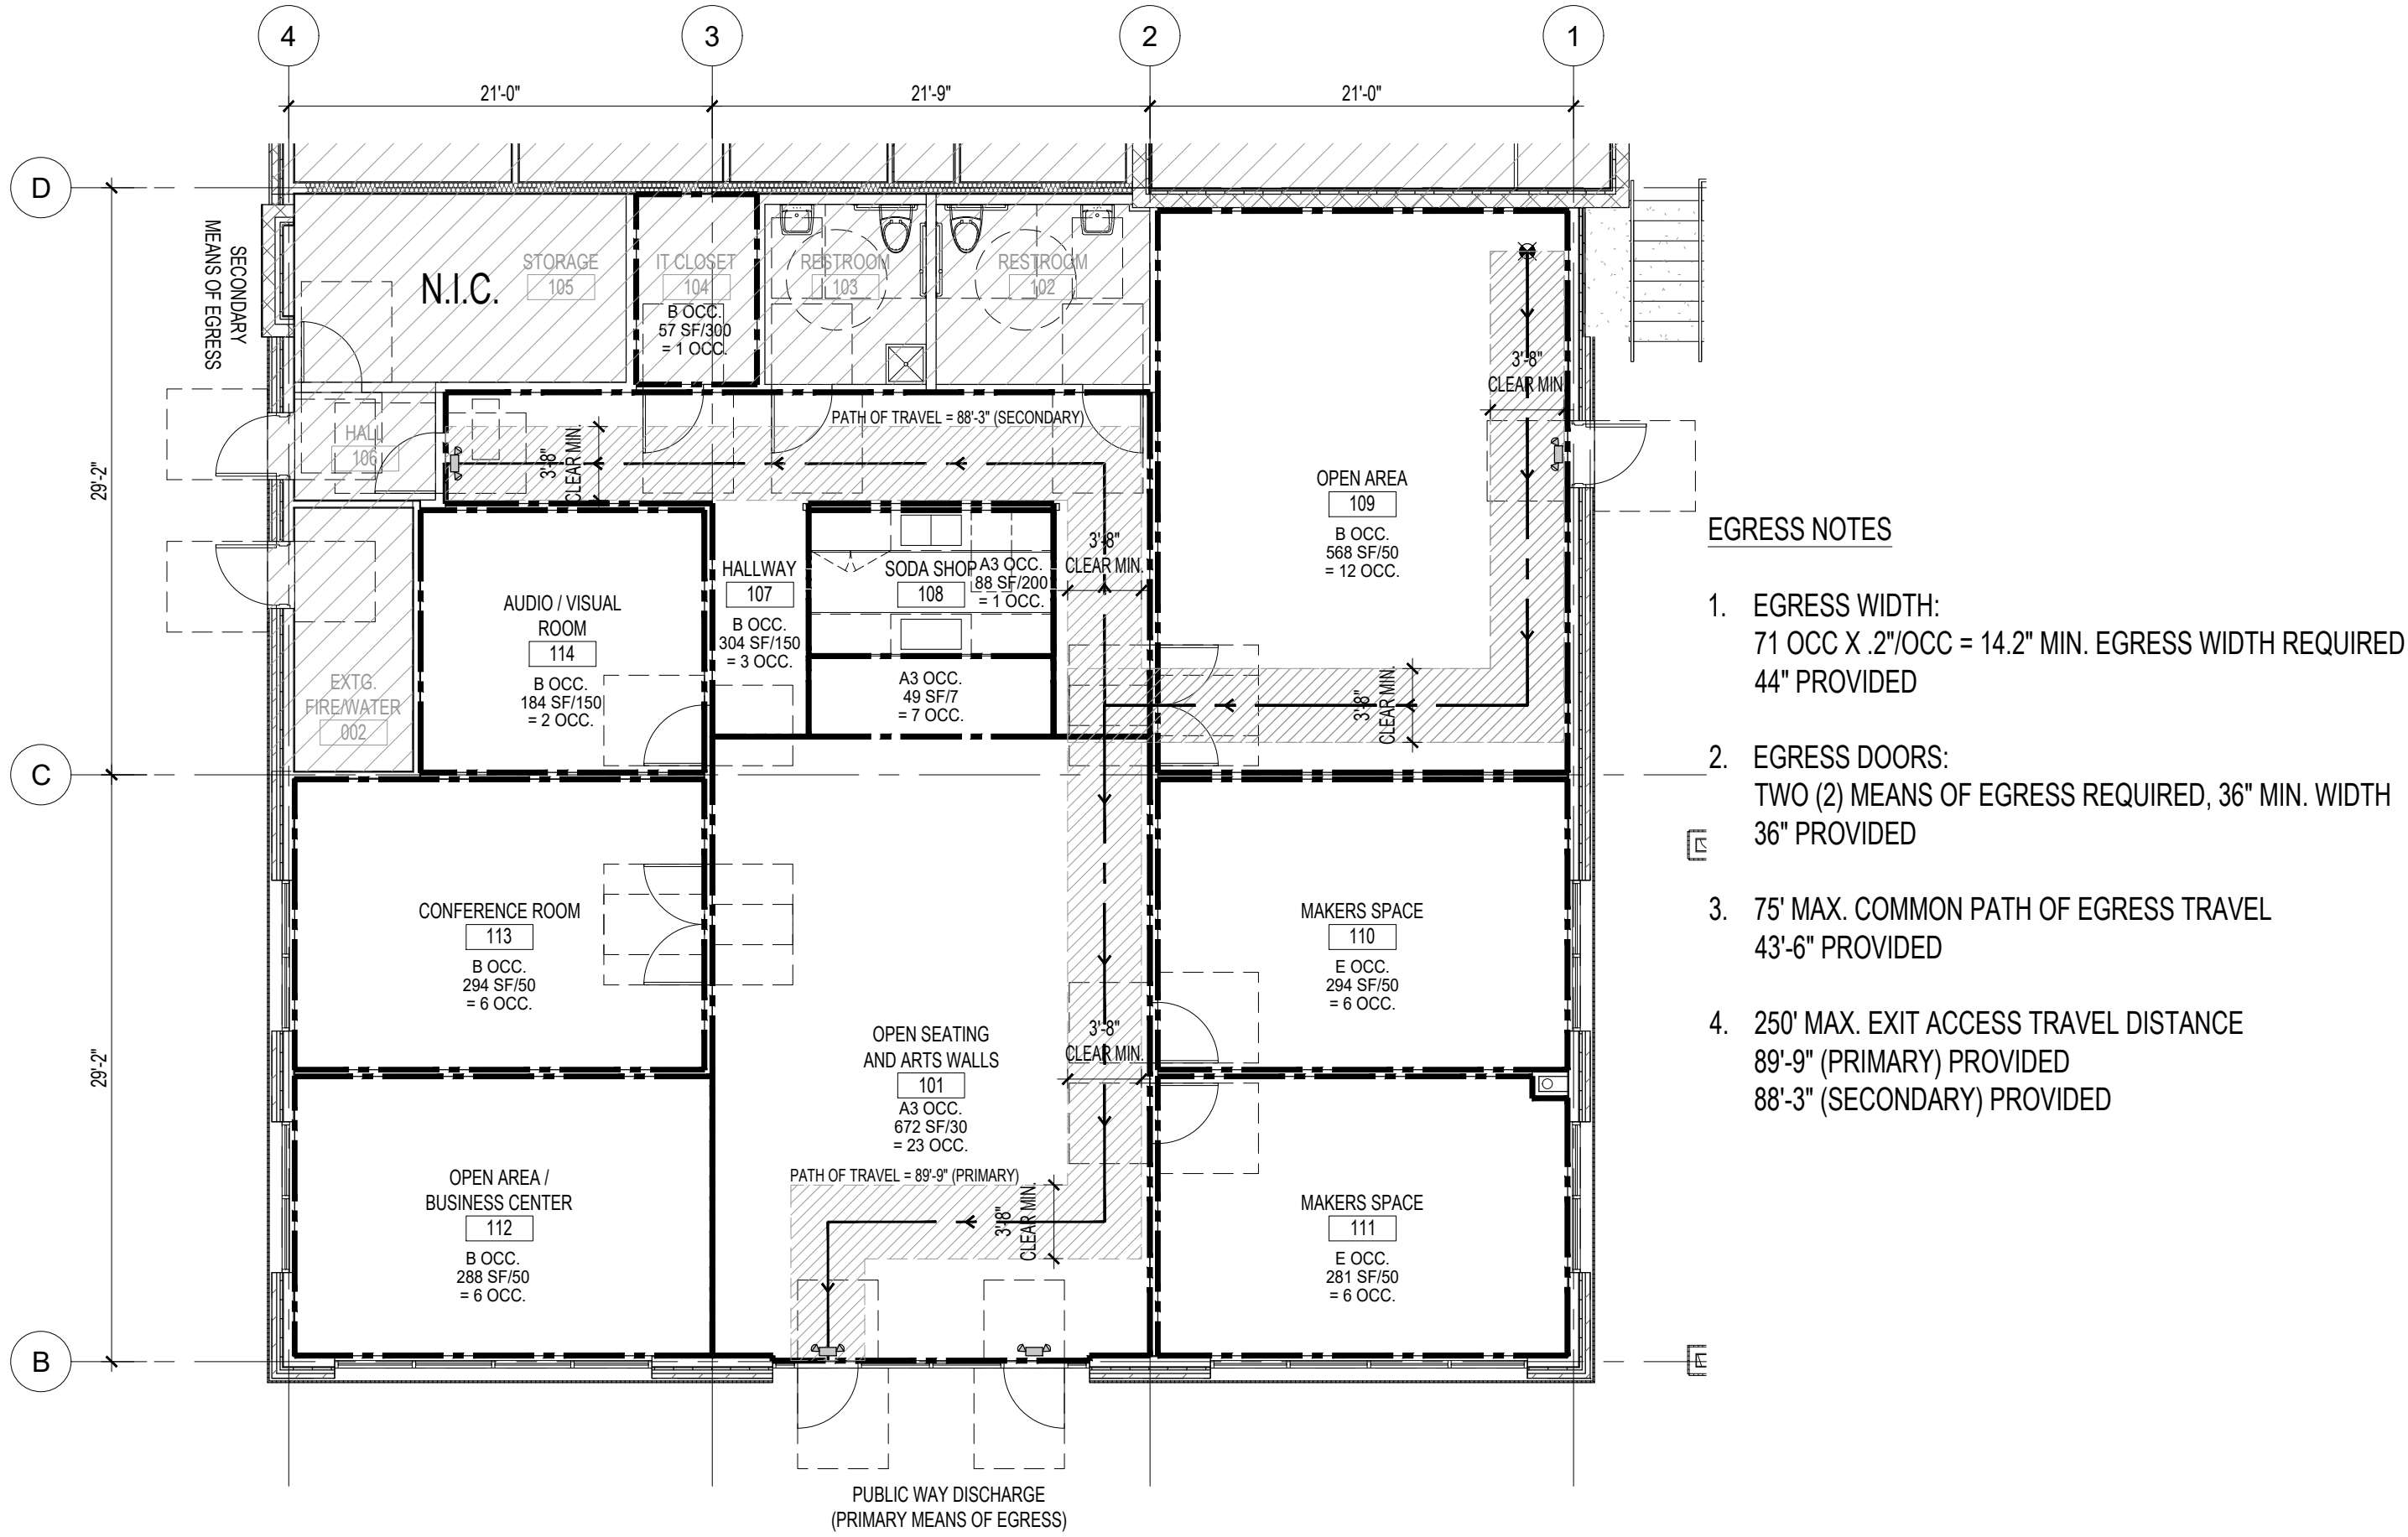 4
3
2
1
21'-0"
21'-9"
21'-0"
D
C
B
29'-2"
29'-2"
SECONDARY
MEANS OF EGRESS
N.I.C.
STORAGE
105
IT CLOSET
104
B OCC.
57 SF/300
= 1 OCC.
RESTROOM
103
RESTROOM
102
HALL
106
PATH OF TRAVEL = 88'-3" (SECONDARY)
3'-8"
CLEAR MIN.
3'-8"
CLEAR MIN.
OPEN AREA
109
B OCC.
568 SF/50
= 12 OCC.
HALLWAY
107
B OCC.
304 SF/150
= 3 OCC.
SODA SHOP
108
A3 OCC.
88 SF/200
= 1 OCC.
A3 OCC.
49 SF/7
= 7 OCC.
3'-8"
CLEAR MIN.
3'-8"
CLEAR MIN.
AUDIO / VISUAL
ROOM
114
B OCC.
184 SF/150
= 2 OCC.
EXTG.
FIRE/WATER
002
CONFERENCE ROOM
113
B OCC.
294 SF/50
= 6 OCC.
OPEN SEATING
AND ARTS WALLS
101
A3 OCC.
672 SF/30
= 23 OCC.
3'-8"
CLEAR MIN.
MAKERS SPACE
110
E OCC.
294 SF/50
= 6 OCC.
OPEN AREA /
BUSINESS CENTER
112
B OCC.
288 SF/50
= 6 OCC.
PATH OF TRAVEL = 89'-9" (PRIMARY)
3'-8"
CLEAR MIN.
MAKERS SPACE
111
E OCC.
281 SF/50
= 6 OCC.
PUBLIC WAY DISCHARGE
(PRIMARY MEANS OF EGRESS)
EGRESS NOTES
1. EGRESS WIDTH:
71 OCC X .2"/OCC = 14.2" MIN. EGRESS WIDTH REQUIRED
44" PROVIDED
2. EGRESS DOORS:
TWO (2) MEANS OF EGRESS REQUIRED, 36" MIN. WIDTH
36" PROVIDED
3. 75' MAX. COMMON PATH OF EGRESS TRAVEL
43'-6" PROVIDED
4. 250' MAX. EXIT ACCESS TRAVEL DISTANCE
89'-9" (PRIMARY) PROVIDED
88'-3" (SECONDARY) PROVIDED